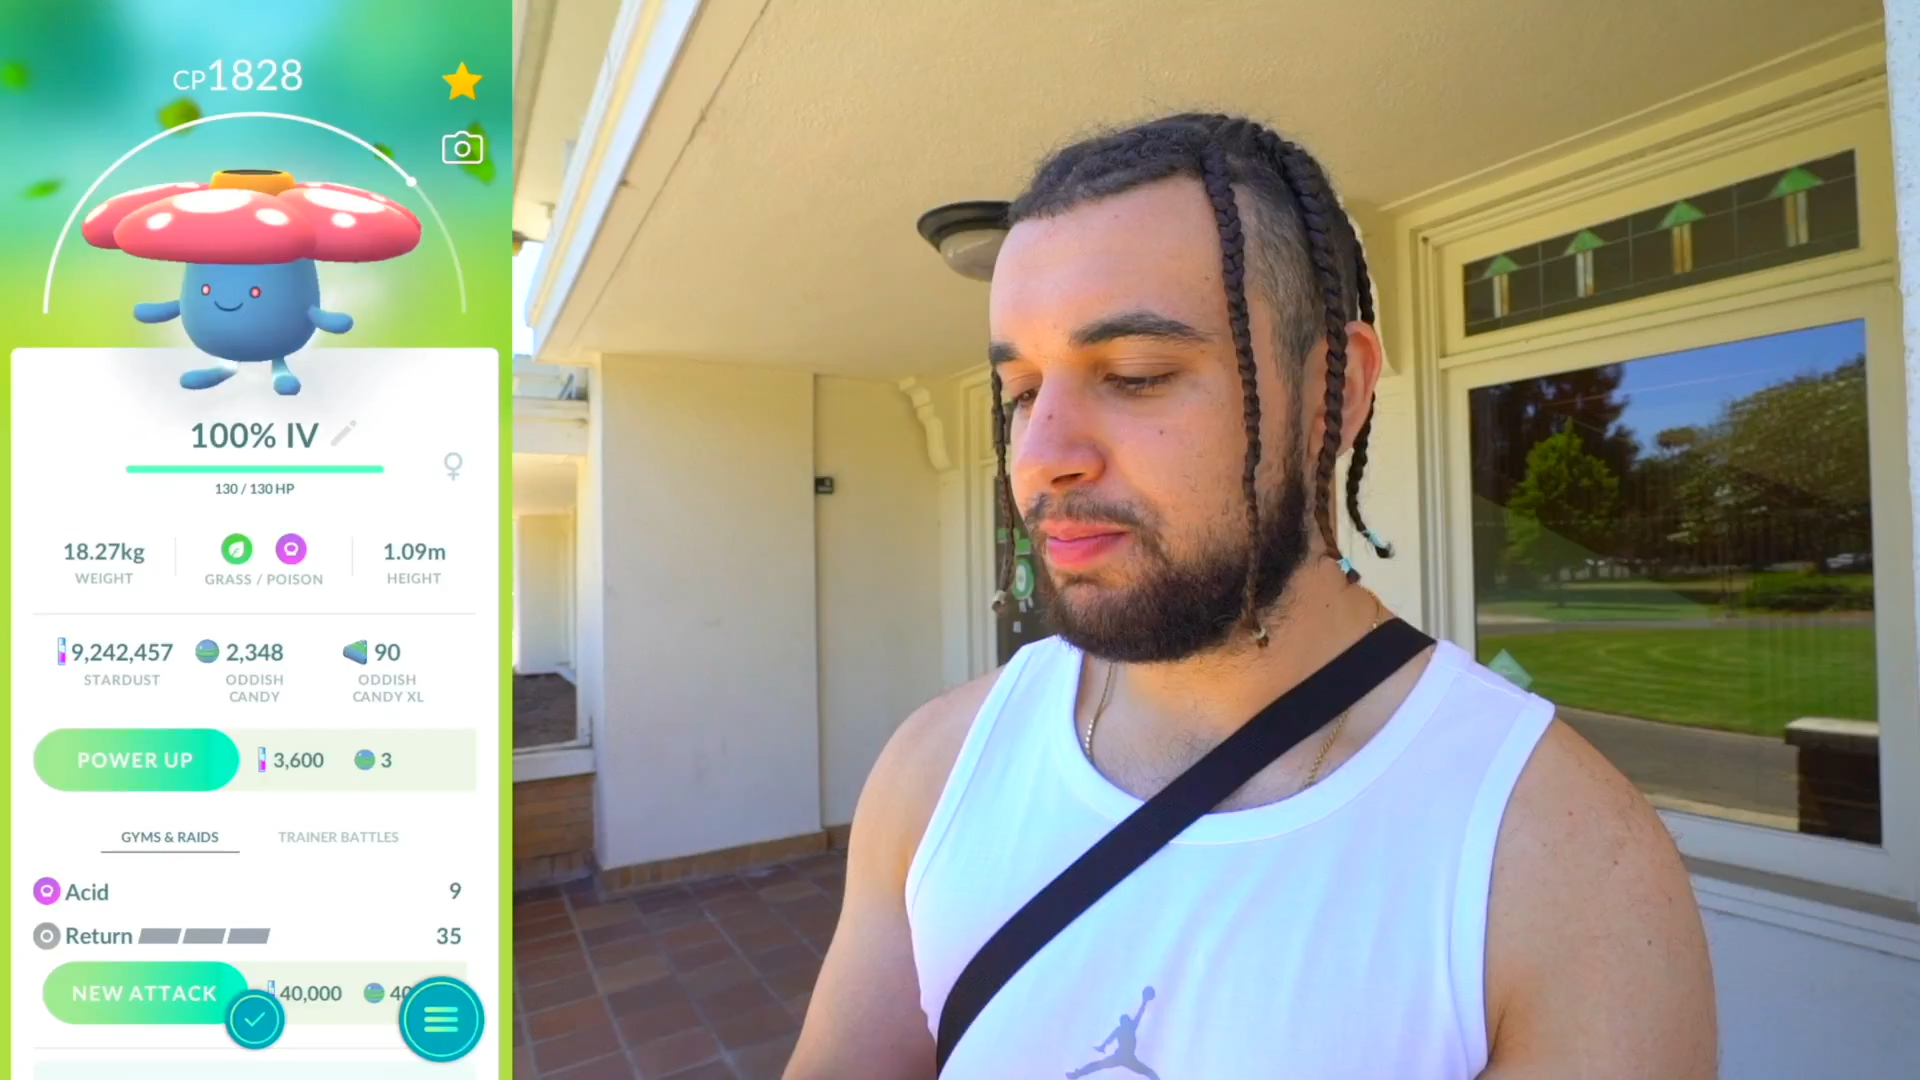 CP1828
100% IV
130 / 130 HP
18.27kg
WEIGHT
GRASS / POISON
1.09m
HEIGHT
9,242,457
STARDUST
2,348
ODDISH
CANDY
90
ODDISH
CANDY XL
POWER UP
3,600
3
GYMS & RAIDS
TRAINER BATTLES
Acid
9
Return
35
NEW ATTACK
40,000